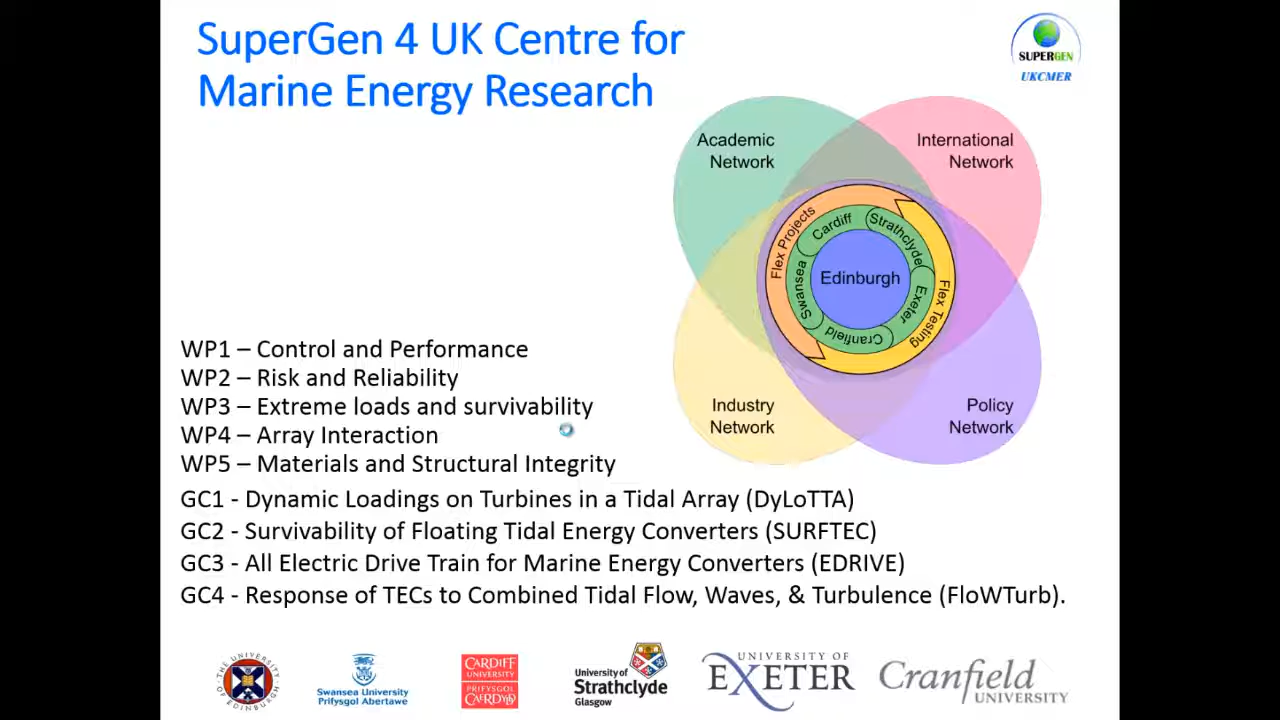 SuperGen 4 UK Centre for
Marine Energy Research
SUPERGEN
UKCMER
Academic
Network
International
Network
Flex Projects
Cardiff
Strathclyde
Swansea
Edinburgh
Exeter
Cranfield
Flex Testing
Industry
Network
Policy
Network
WP1 – Control and Performance
WP2 – Risk and Reliability
WP3 – Extreme loads and survivability
WP4 – Array Interaction
WP5 – Materials and Structural Integrity
GC1 - Dynamic Loadings on Turbines in a Tidal Array (DyLoTTA)
GC2 - Survivability of Floating Tidal Energy Converters (SURFTEC)
GC3 - All Electric Drive Train for Marine Energy Converters (EDRIVE)
GC4 - Response of TECs to Combined Tidal Flow, Waves, & Turbulence (FloWTurb).
THE UNIVERSITY OF EDINBURGH
Swansea University
Prifysgol Abertawe
CARDIFF
UNIVERSITY
PRIFYSGOL
CAERDYDD
University of
Strathclyde
Glasgow
UNIVERSITY OF
EXETER
Cranfield
UNIVERSITY